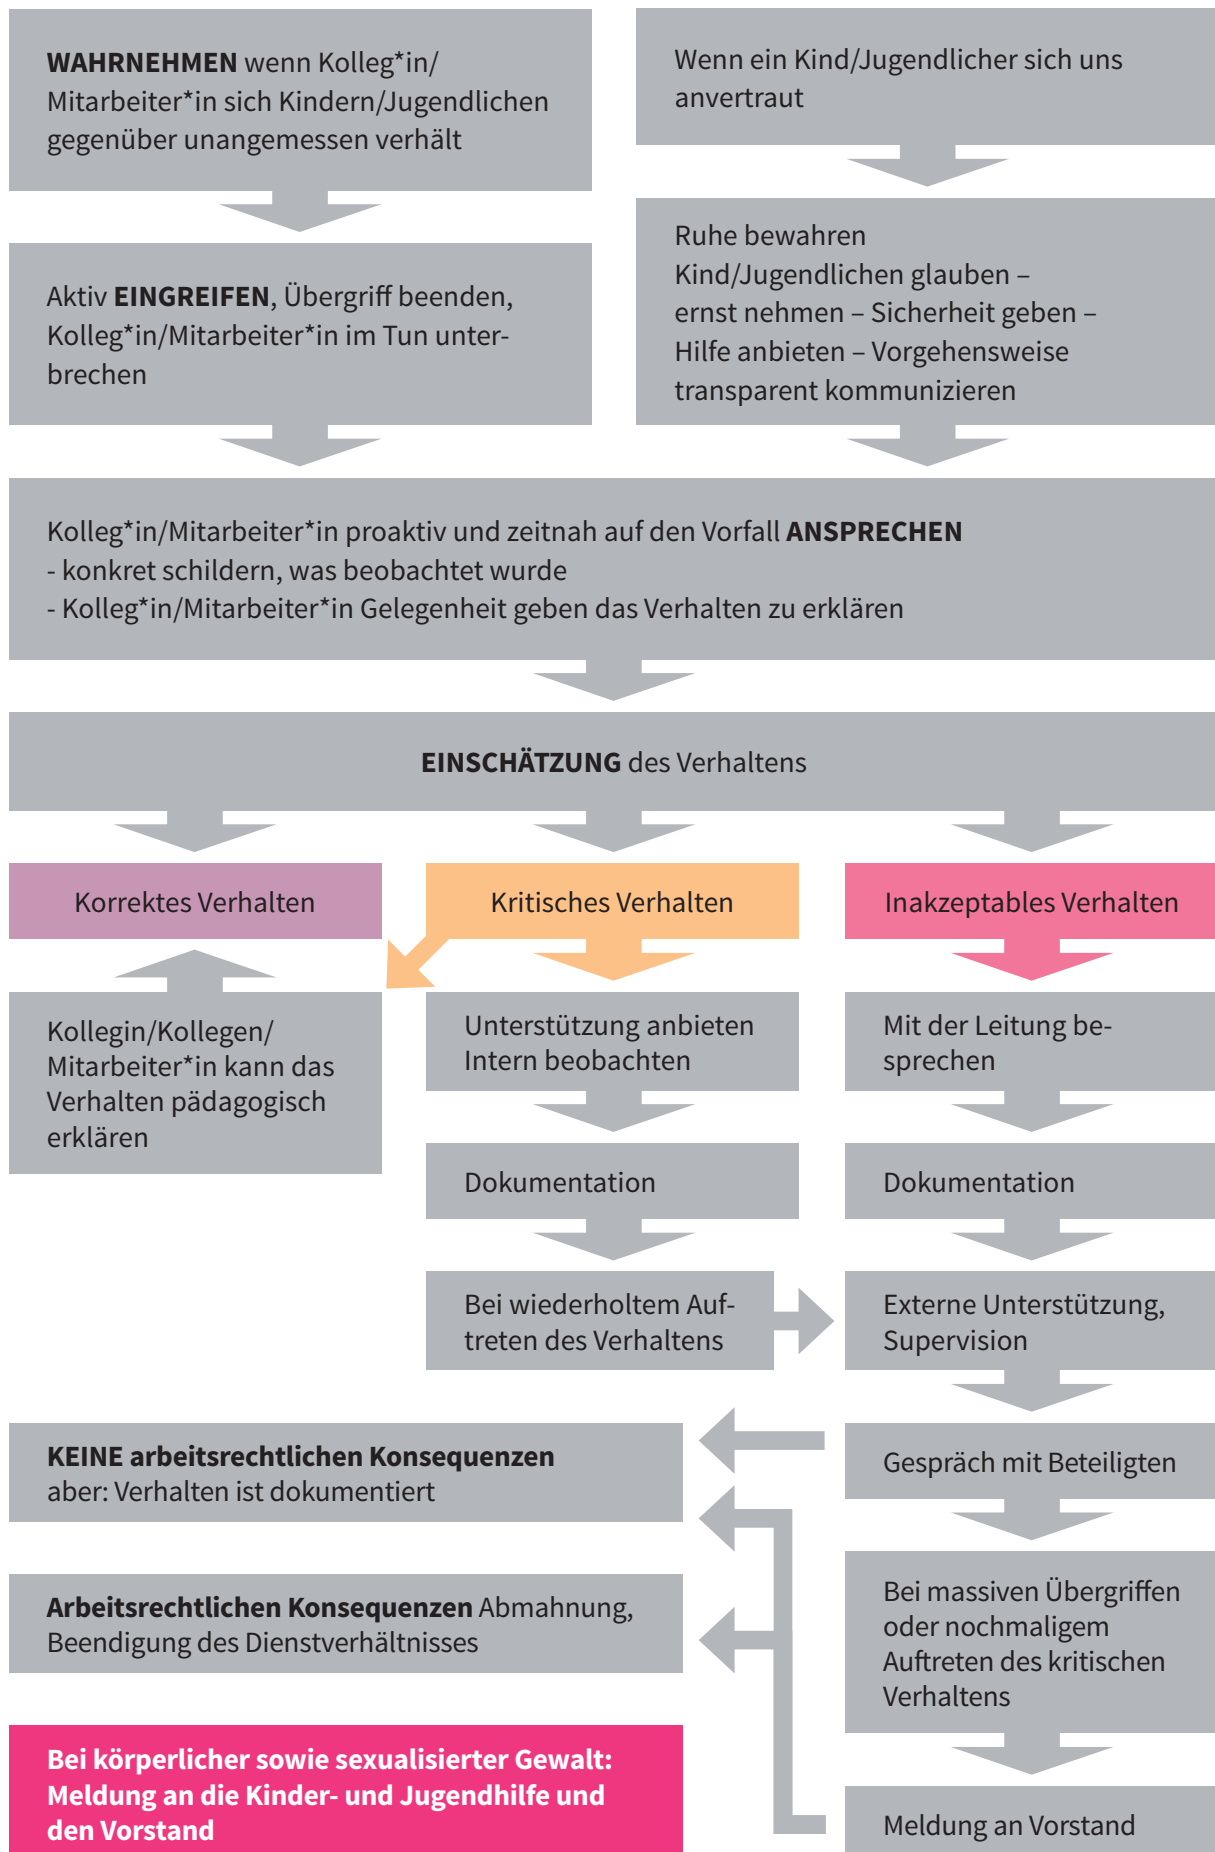 WAHRNEHMEN wenn Kolleg*in/
Mitarbeiter*in sich Kindern/Jugendlichen
gegenüber unangemessen verhält
Wenn ein Kind/Jugendlicher sich uns
anvertraut
Aktiv EINGREIFEN, Übergriff beenden,
Kolleg*in/Mitarbeiter*in im Tun unter-
brechen
Ruhe bewahren
Kind/Jugendlichen glauben –
ernst nehmen – Sicherheit geben –
Hilfe anbieten – Vorgehensweise
transparent kommunizieren
Kolleg*in/Mitarbeiter*in proaktiv und zeitnah auf den Vorfall ANSPRECHEN
- konkret schildern, was beobachtet wurde
- Kolleg*in/Mitarbeiter*in Gelegenheit geben das Verhalten zu erklären
EINSCHÄTZUNG des Verhaltens
Korrektes Verhalten
Kollegin/Kollegen/
Mitarbeiter*in kann das
Verhalten pädagogisch
erklären
Kritisches Verhalten
Unterstützung anbieten
Intern beobachten
Dokumentation
Bei wiederholtem Auf-
treten des Verhaltens
Inakzeptables Verhalten
Mit der Leitung be-
sprechen
Dokumentation
Externe Unterstützung,
Supervision
Gespräch mit Beteiligten
Bei massiven Übergriffen
oder nochmaligem
Auftreten des kritischen
Verhaltens
Meldung an Vorstand
KEINE arbeitsrechtlichen Konsequenzen
aber: Verhalten ist dokumentiert
Arbeitsrechtlichen Konsequenzen Abmahnung,
Beendigung des Dienstverhältnisses
Bei körperlicher sowie sexualisierter Gewalt:
Meldung an die Kinder- und Jugendhilfe und
den Vorstand